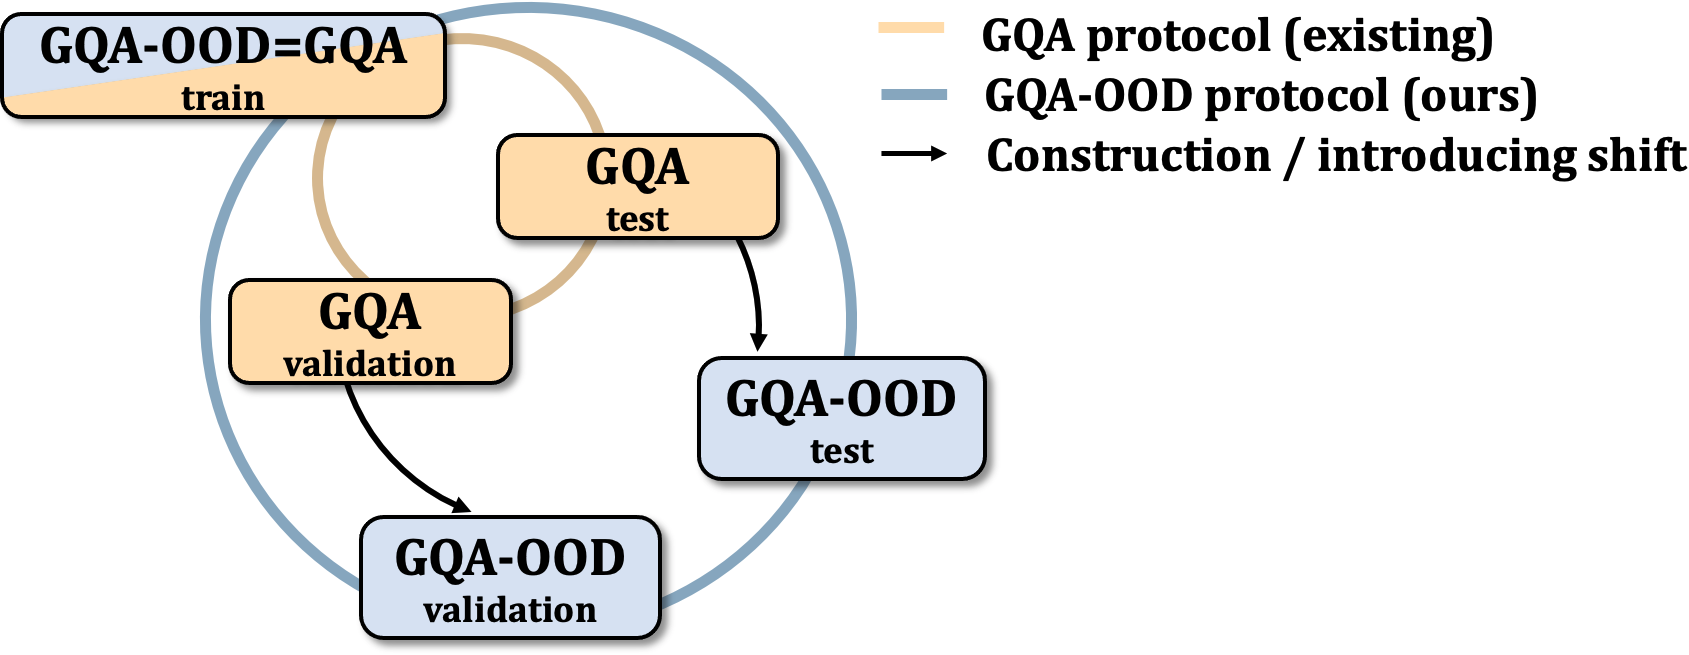 GQA-OOD=GQA
train
GQA
test
GQA
validation
GQA-OOD
test
GQA-OOD
validation
GQA protocol (existing)
GQA-OOD protocol (ours)
Construction / introducing shift